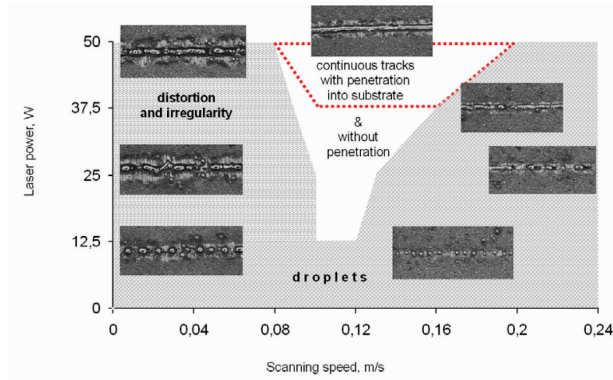 50
37,5
25
12,5
0
Laser power, W
distortion
and irregularity
continuous tracks
with penetration
into substrate
&
without
penetration
droplets
0
0,04
0,08
0,12
0,16
0,2
0,24
Scanning speed, m/s